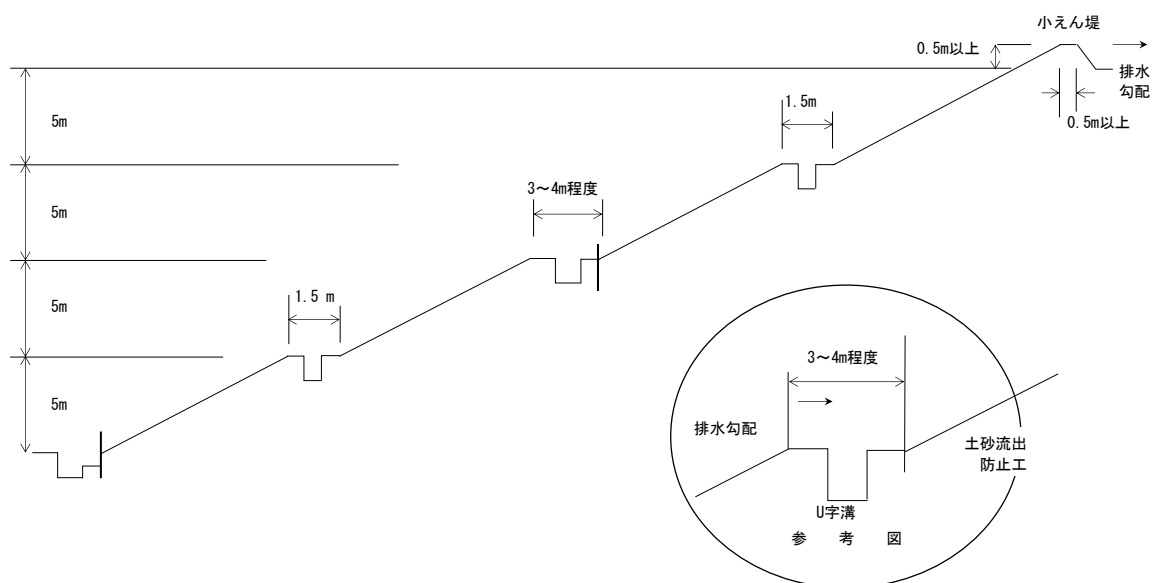 小えん堤
0.5m以上
排水
勾配
0.5m以上
1.5m
5m
3～4m程度
5m
1.5 m
5m
5m
3～4m程度
排水勾配
土砂流出
防止工
U字溝
参 考 図